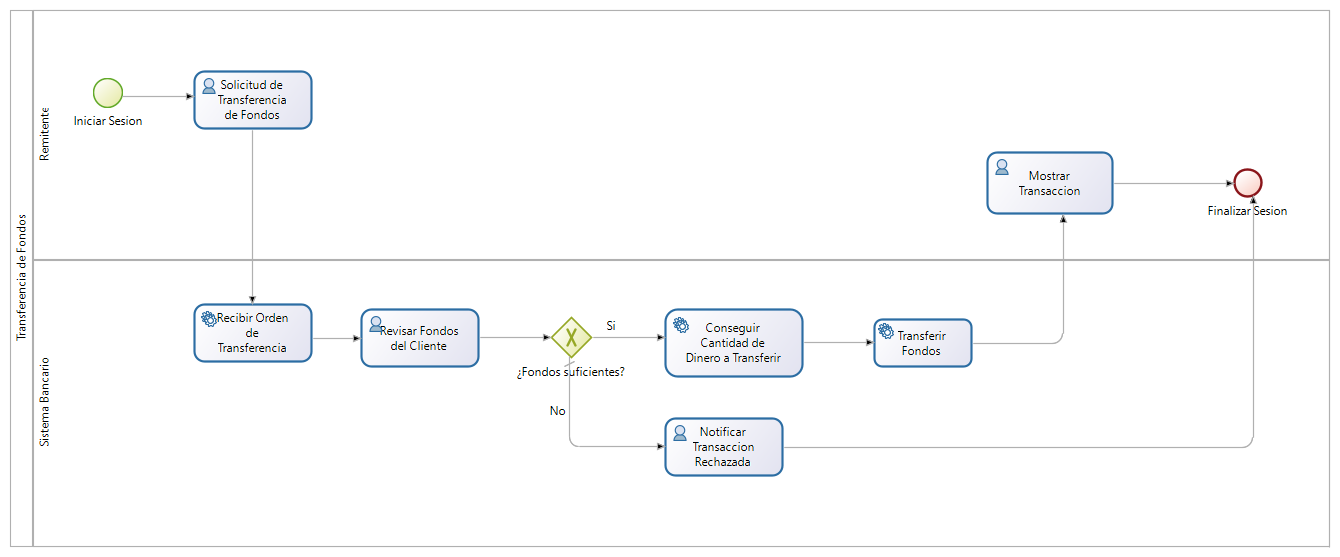 Transferencia de Fondos
Remitente
Iniciar Sesion
Solicitud de
Transferencia
de Fondos
Mostrar
Transaccion
Finalizar Sesion
Sistema Bancario
Recibir Orden
de
Transferencia
Revisar Fondos
del Cliente
¿Fondos suficientes?
Si
Conseguir
Cantidad de
Dinero a Transferir
Transferir
Fondos
No
Notificar
Transaccion
Rechazada